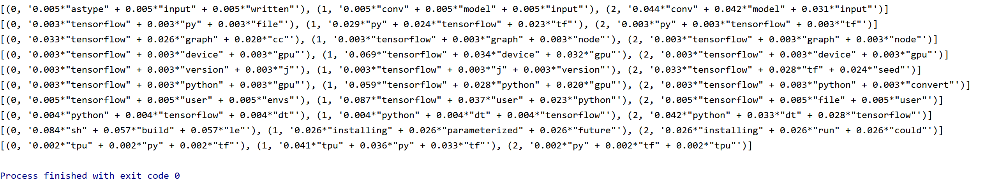 [(0, '0.005*"astype" + 0.005*"input" + 0.005*"written"'), (1, '0.005*"conv" + 0.005*"model" + 0.005*"input"'), (2, '0.044*"conv" + 0.042*"model" + 0.031*"input"')]
[(0, '0.003*"tensorflow" + 0.003*"py" + 0.003*"file"'), (1, '0.029*"py" + 0.024*"tensorflow" + 0.023*"tf"'), (2, '0.003*"py" + 0.003*"tensorflow" + 0.003*"tf"')]
[(0, '0.033*"tensorflow" + 0.026*"graph" + 0.020*"cc"'), (1, '0.003*"tensorflow" + 0.003*"graph" + 0.003*"node"'), (2, '0.003*"tensorflow" + 0.003*"graph" + 0.003*"node"')]
[(0, '0.003*"tensorflow" + 0.003*"device" + 0.003*"gpu"'), (1, '0.069*"tensorflow" + 0.034*"device" + 0.032*"gpu"'), (2, '0.003*"tensorflow" + 0.003*"device" + 0.003*"gpu"')]
[(0, '0.003*"tensorflow" + 0.003*"version" + 0.003*"j"'), (1, '0.003*"tensorflow" + 0.003*"j" + 0.003*"version"'), (2, '0.033*"tensorflow" + 0.028*"tf" + 0.024*"seed"')]
[(0, '0.003*"tensorflow" + 0.003*"python" + 0.003*"gpu"'), (1, '0.059*"tensorflow" + 0.028*"python" + 0.020*"gpu"'), (2, '0.003*"tensorflow" + 0.003*"python" + 0.003*"convert"')]
[(0, '0.005*"tensorflow" + 0.005*"user" + 0.005*"envs"'), (1, '0.087*"tensorflow" + 0.037*"user" + 0.023*"python"'), (2, '0.005*"tensorflow" + 0.005*"file" + 0.005*"user"')]
[(0, '0.004*"python" + 0.004*"tensorflow" + 0.004*"dt"'), (1, '0.004*"python" + 0.004*"dt" + 0.004*"tensorflow"'), (2, '0.042*"python" + 0.033*"dt" + 0.028*"tensorflow"')]
[(0, '0.084*"sh" + 0.057*"build" + 0.057*"le"'), (1, '0.026*"installing" + 0.026*"parameterized" + 0.026*"future"'), (2, '0.026*"installing" + 0.026*"run" + 0.026*"could"')]
[(0, '0.002*"tpu" + 0.002*"py" + 0.002*"tf"'), (1, '0.041*"tpu" + 0.036*"py" + 0.033*"tf"'), (2, '0.002*"py" + 0.002*"tf" + 0.002*"tpu"')]
Process finished with exit code 0